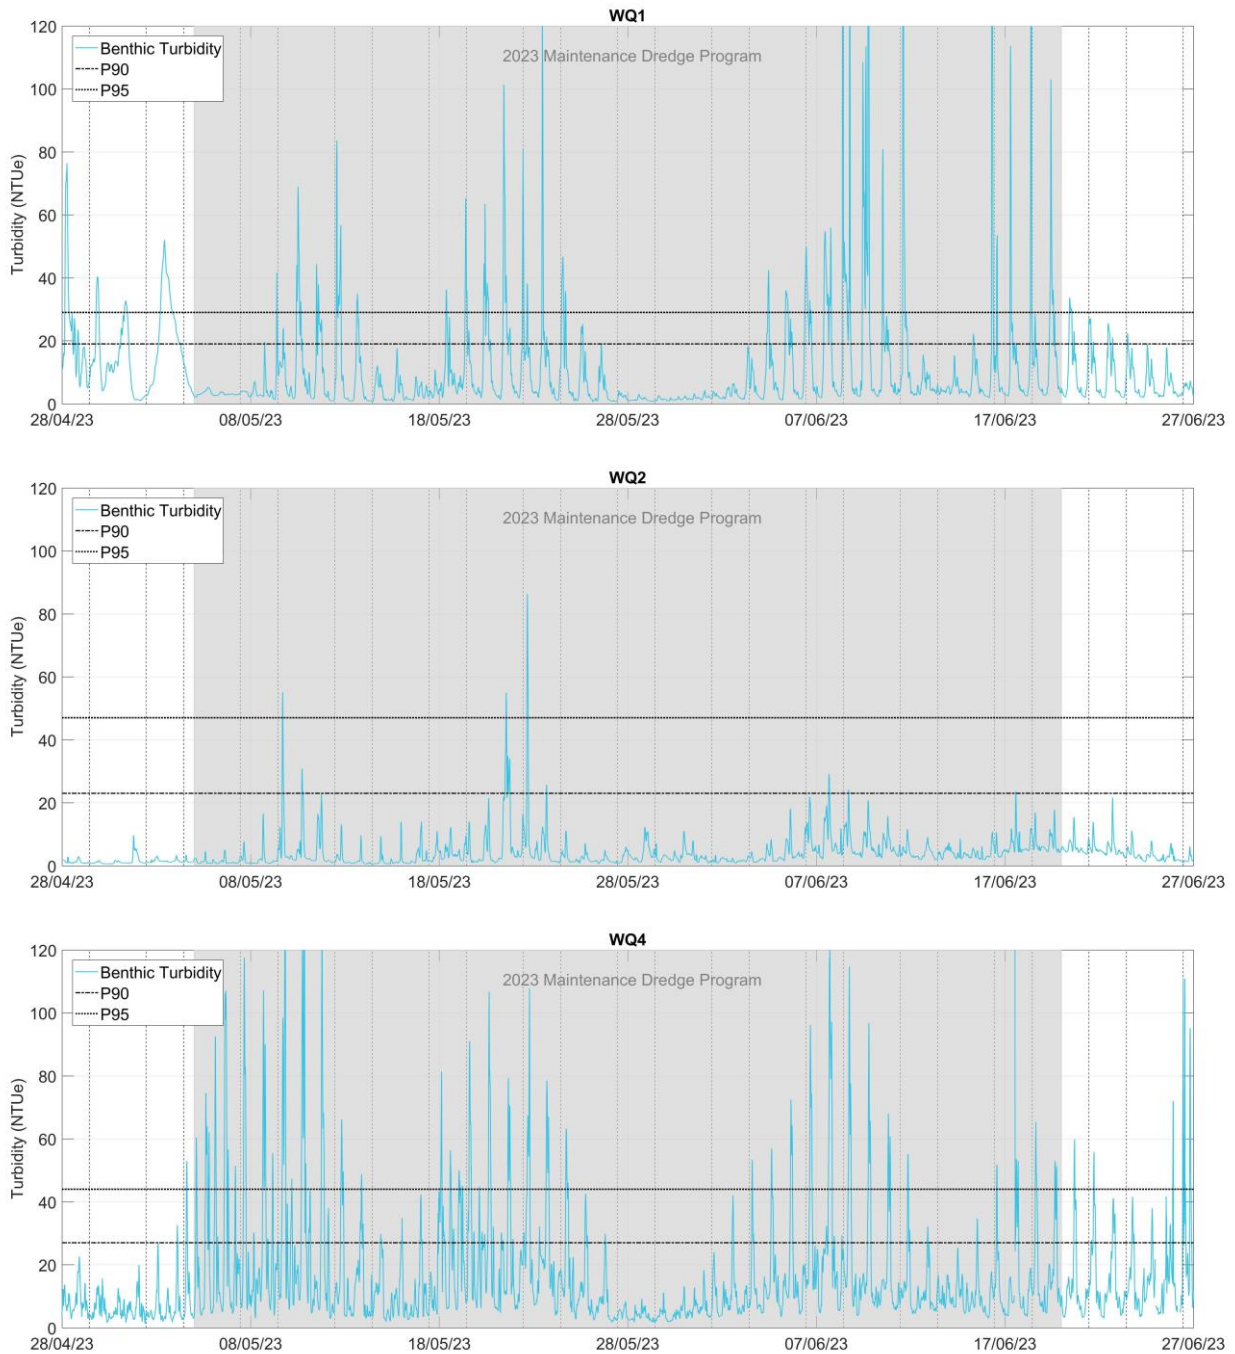 WQ1
120
100
80
60
40
20
0
Turbidity (NTUe)
Benthic Turbidity
P90
P95
2023 Maintenance Dredge Program
28/04/23 08/05/23 18/05/23 28/05/23 07/06/23 17/06/23 27/06/23
WQ2
120
100
80
60
40
20
0
Turbidity (NTUe)
Benthic Turbidity
P90
P95
2023 Maintenance Dredge Program
28/04/23 08/05/23 18/05/23 28/05/23 07/06/23 17/06/23 27/06/23
WQ4
120
100
80
60
40
20
0
Turbidity (NTUe)
Benthic Turbidity
P90
P95
2023 Maintenance Dredge Program
28/04/23 08/05/23 18/05/23 28/05/23 07/06/23 17/06/23 27/06/23